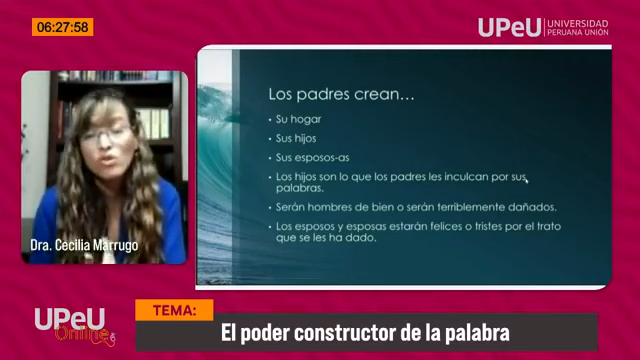 06:27:58
UPeU UNIVERSIDAD
PERUANA UNIÓN
Los padres crean...
• Su hogar
• Sus hijos
• Sus esposos-as
• Los hijos son lo que los padres les inculcan por sus
palabras.
• Serán hombres de bien o serán terriblemente dañados.
• Los esposos y esposas estarán felices o tristes por el trato
que se les ha dado.
Dra. Cecilia Marrugo
UPeU
Online
TEMA:
El poder constructor de la palabra